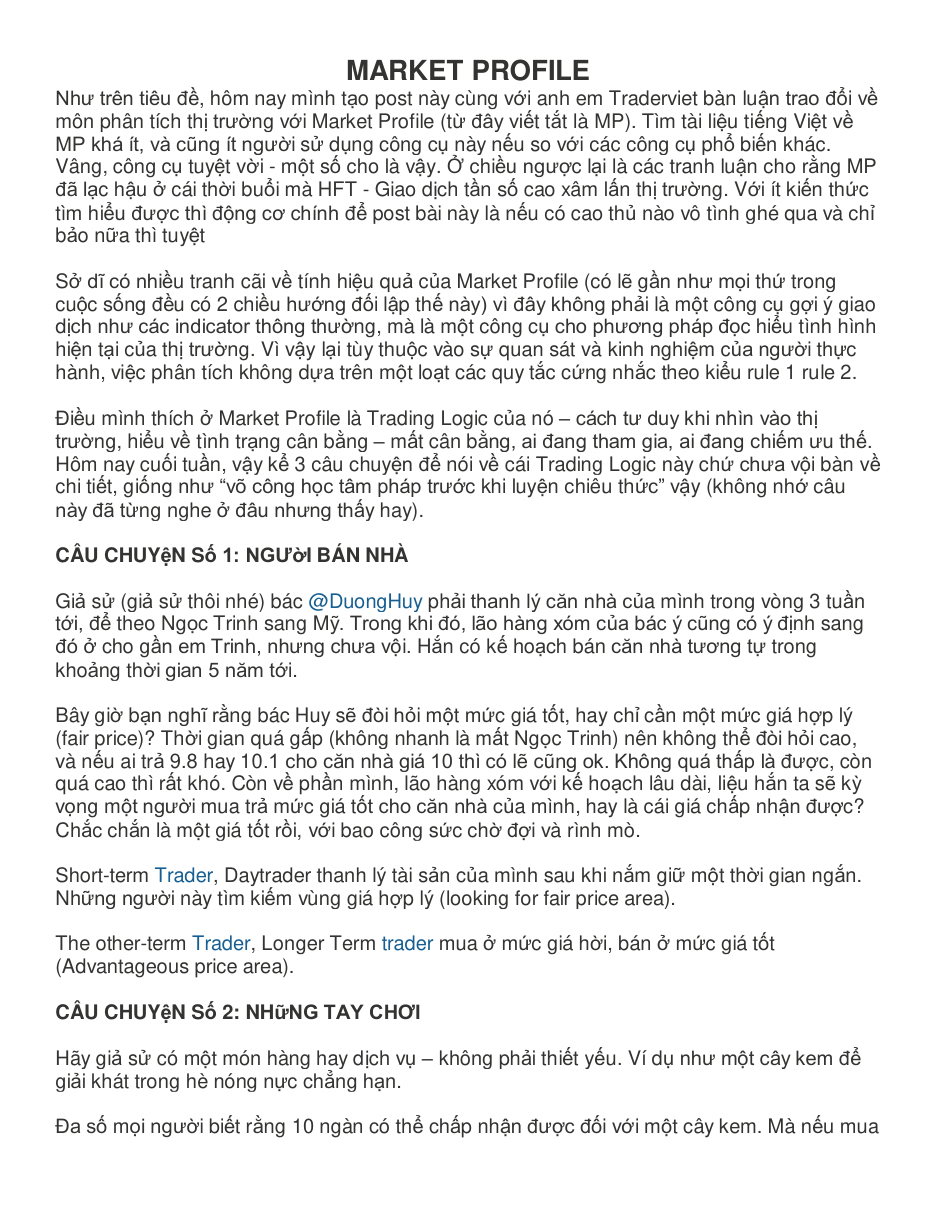 MARKET PROFILE
Như trên tiêu đề, hôm nay mình tạo post này cùng với anh em Traderviet bàn luận trao đổi về
môn phân tích thị trường với Market Profile (từ đây viết tắt là MP). Tìm tài liệu tiếng Việt về
MP khá ít, và cũng ít người sử dụng công cụ này nếu so với các công cụ phổ biến khác.
Vâng, công cụ tuyệt vời - một số cho là vậy. Ở chiều ngược lại là các tranh luận cho rằng MP
đã lạc hậu ở cái thời buổi mà HFT - Giao dịch tần số cao xâm lấn thị trường. Với ít kiến thức
tìm hiểu được thì động cơ chính để post bài này là nếu có cao thủ nào vô tình ghé qua và chỉ
bảo nữa thì tuyệt
Sở dĩ có nhiều tranh cãi về tính hiệu quả của Market Profile (có lẽ gần như mọi thứ trong
cuộc sống đều có 2 chiều hướng đối lập thế này) vì đây không phải là một công cụ gợi ý giao
dịch như các indicator thông thường, mà là một công cụ cho phương pháp đọc hiểu tình hình
hiện tại của thị trường. Vì vậy lại tùy thuộc vào sự quan sát và kinh nghiệm của người thực
hành, việc phân tích không dựa trên một loạt các quy tắc cứng nhắc theo kiểu rule 1 rule 2.
Điều mình thích ở Market Profile là Trading Logic của nó – cách tư duy khi nhìn vào thị
trường, hiểu về tình trạng cân bằng – mất cân bằng, ai đang tham gia, ai đang chiếm ưu thế.
Hôm nay cuối tuần, vậy kể 3 câu chuyện để nói về cái Trading Logic này chứ chưa vội bàn về
chi tiết, giống như “võ công học tâm pháp trước khi luyện chiêu thức” vậy (không nhớ câu
này đã từng nghe ở đâu nhưng thấy hay).
CÂU CHUYệN Số 1: NGƯờI BÁN NHÀ
Giả sử (giả sử thôi nhé) bác @DuongHuy phải thanh lý căn nhà của mình trong vòng 3 tuần
tới, để theo Ngọc Trinh sang Mỹ. Trong khi đó, lão hàng xóm của bác ý cũng có ý định sang
đó ở cho gần em Trinh, nhưng chưa vội. Hắn có kế hoạch bán căn nhà tương tự trong
khoảng thời gian 5 năm tới.
Bây giờ bạn nghĩ rằng bác Huy sẽ đòi hỏi một mức giá tốt, hay chỉ cần một mức giá hợp lý
(fair price)? Thời gian quá gấp (không nhanh là mất Ngọc Trinh) nên không thể đòi hỏi cao,
và nếu ai trả 9.8 hay 10.1 cho căn nhà giá 10 thì có lẽ cũng ok. Không quá thấp là được, còn
quá cao thì rất khó. Còn về phần mình, lão hàng xóm với kế hoạch lâu dài, liệu hắn ta sẽ kỳ
vọng một người mua trả mức giá tốt cho căn nhà của mình, hay là cái giá chấp nhận được?
Chắc chắn là một giá tốt rồi, với bao công sức chờ đợi và rình mò.
Short-term Trader, Daytrader thanh lý tài sản của mình sau khi nắm giữ một thời gian ngắn.
Những người này tìm kiếm vùng giá hợp lý (looking for fair price area).
The other-term Trader, Longer Term trader mua ở mức giá hời, bán ở mức giá tốt
(Advantageous price area).
CÂU CHUYệN Số 2: NHữNG TAY CHƠI
Hãy giả sử có một món hàng hay dịch vụ – không phải thiết yếu. Ví dụ như một cây kem để
giải khát trong hè nóng nực chẳng hạn.
Đa số mọi người biết rằng 10 ngàn có thể chấp nhận được đối với một cây kem. Mà nếu mua